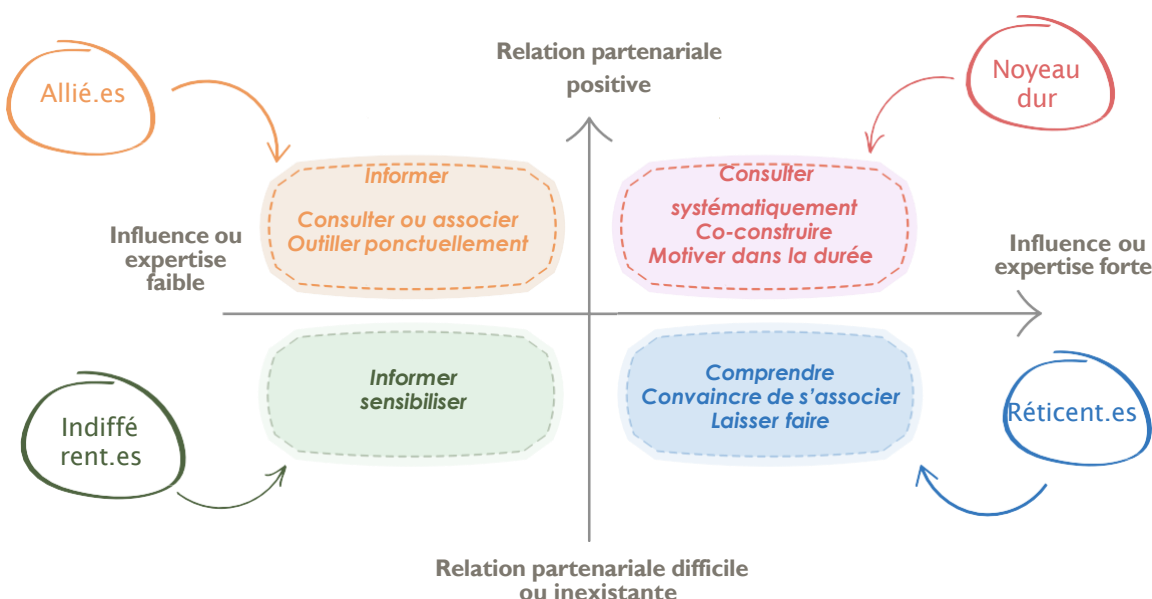 Allié.es
Relation partenariale
positive
Noyeau
dur
Informer
Consulter ou associer
Outiller ponctuellement
Consulter
systématiquement
Co-construire
Motiver dans la durée
Influence ou
expertise
faible
Influence ou
expertise forte
Indiffé
rent.es
Informer
sensibiliser
Comprendre
Convaincre de s’associer
Laisser faire
Réticent.es
Relation partenariale difficile
ou inexistante